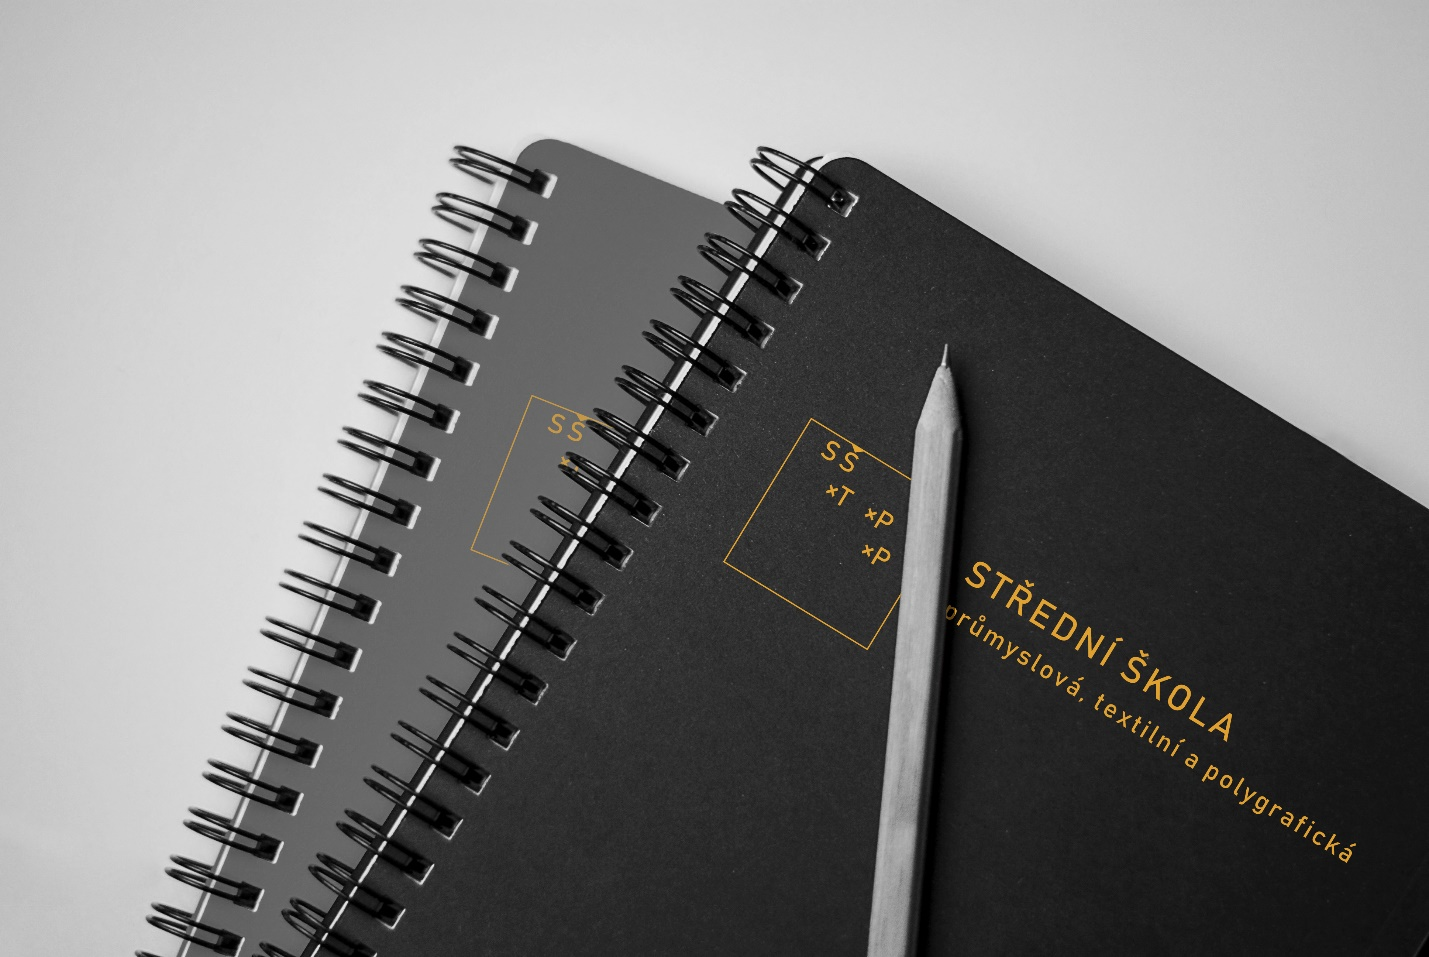 SŠ
×T ×P
×P
STŘEDNÍ ŠKOLA
průmyslová, textilní a polygrafická
SŠ